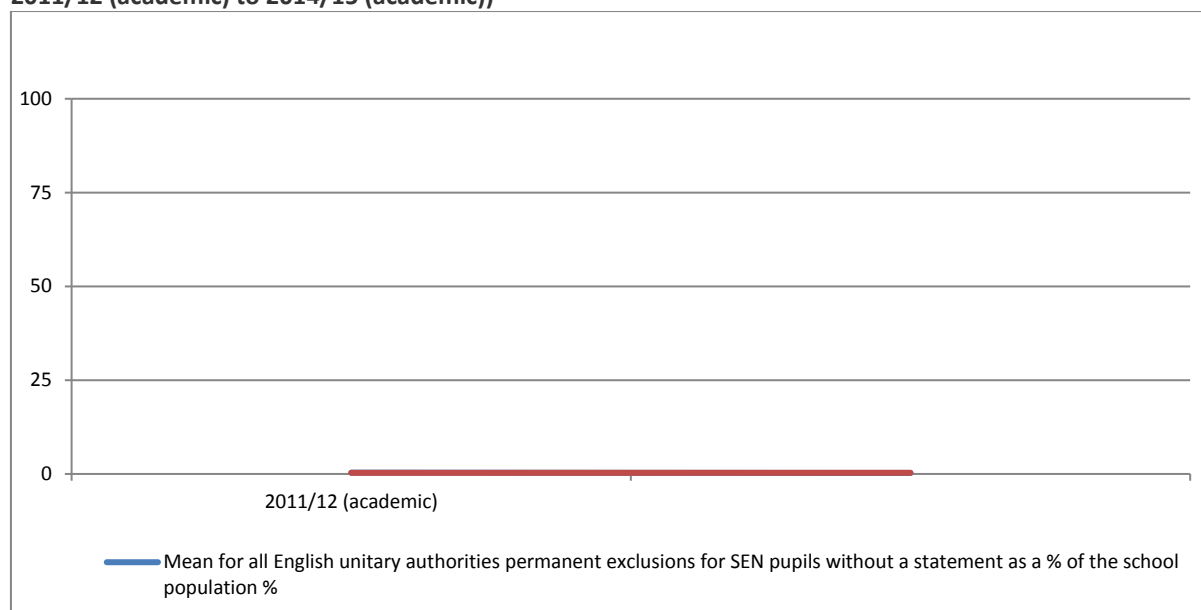 2011/12 (academic) to 2014/15 (academic))
100
75
50
25
0
2011/12 (academic)
Mean for all English unitary authorities permanent exclusions for SEN pupils without a statement as a % of the school
population %